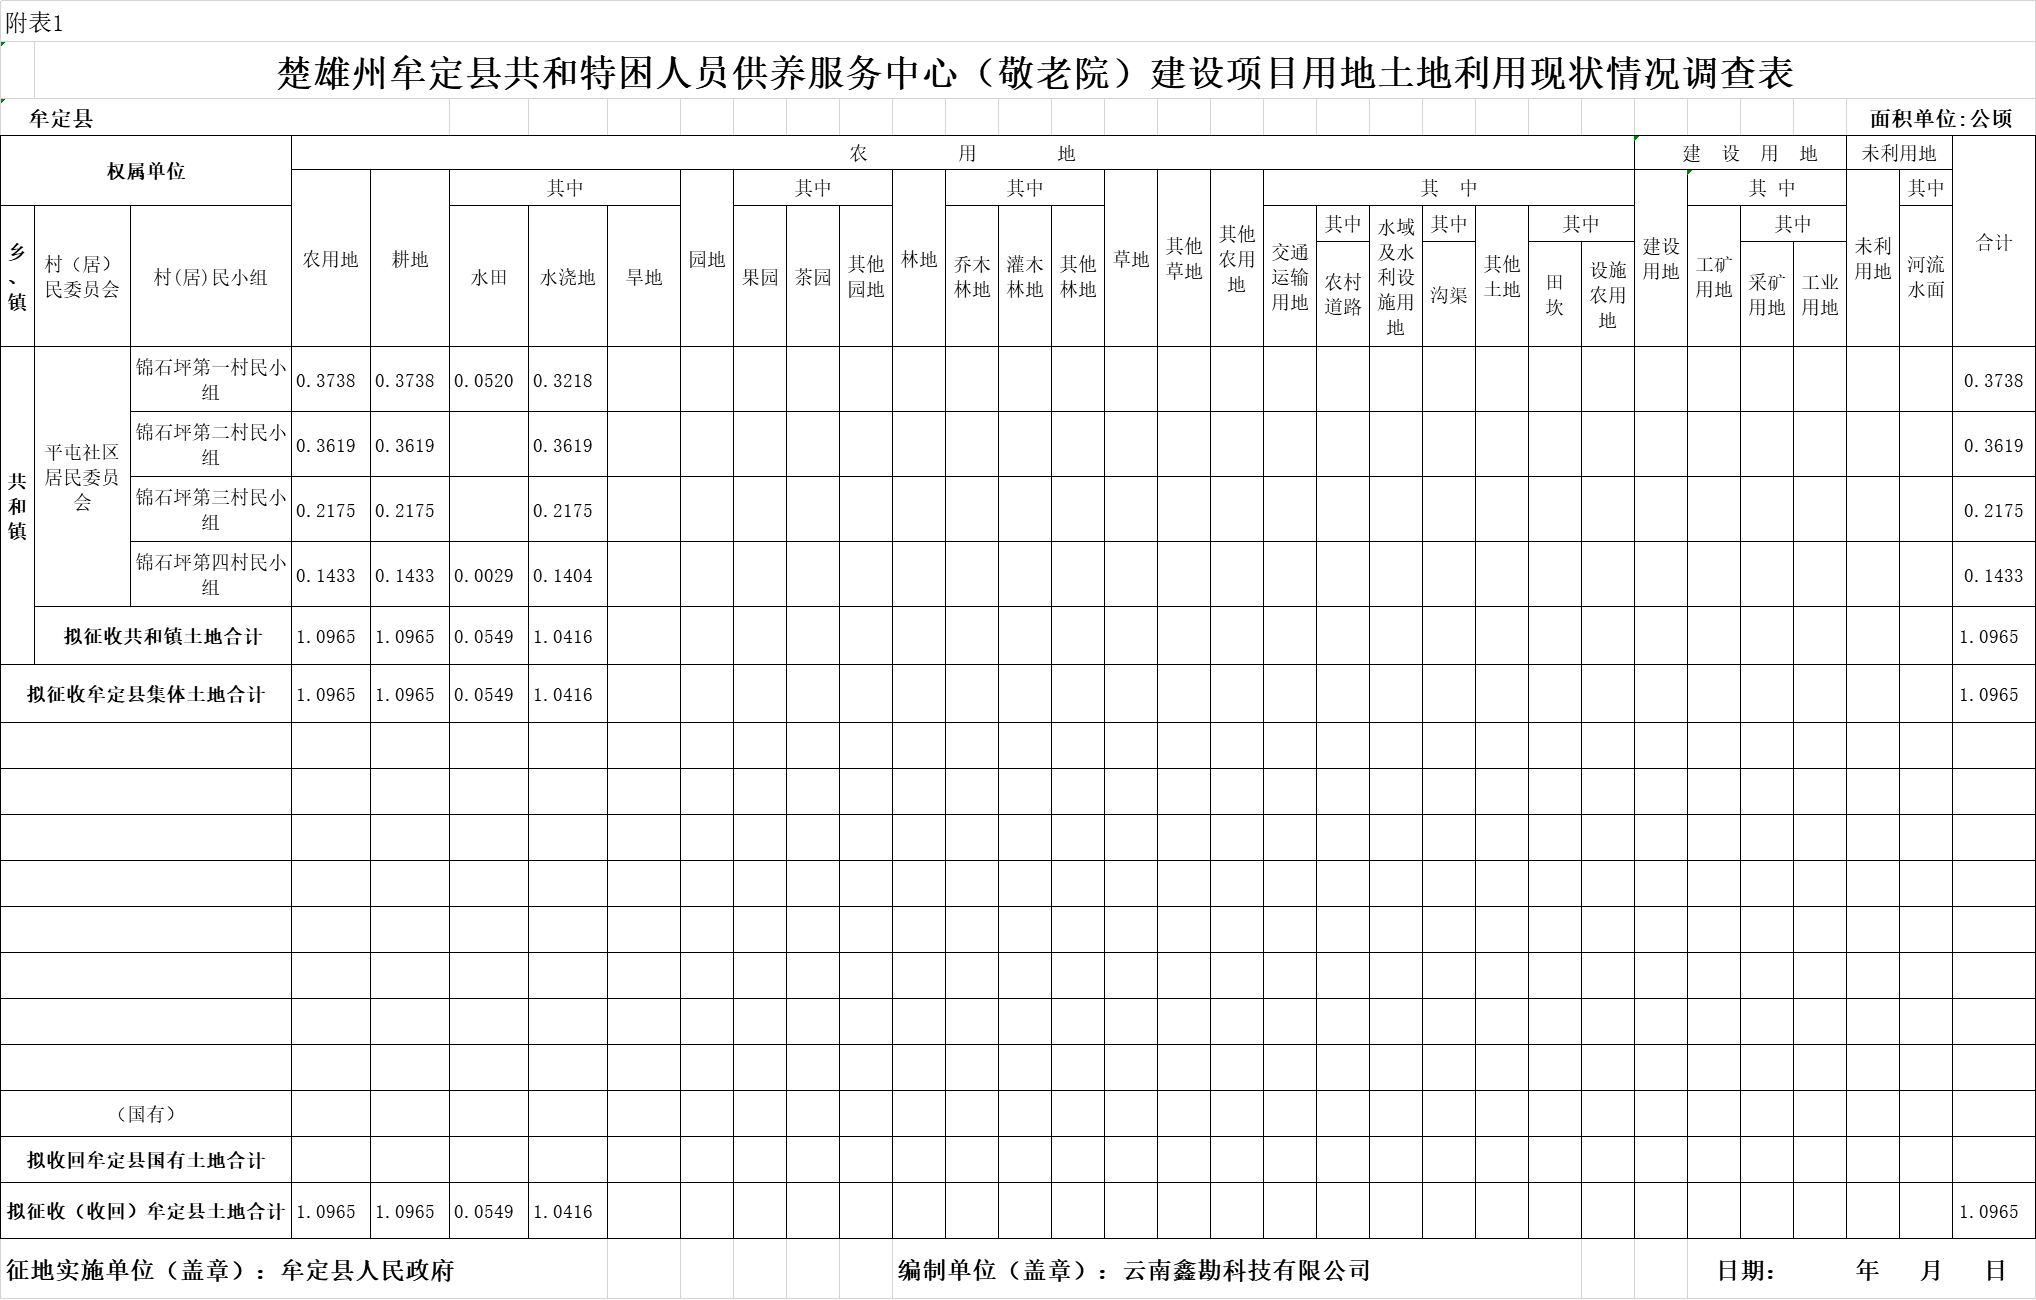 附表1
楚雄州牟定县共和特困人员供养服务中心（敬老院）建设项目用地土地利用现状情况调查表
牟定县 面积单位:公顷
权属单位 农 用 地 建 设 用 地 未利用地 合计
农用地 耕地 其中 园地 其中 林地 其中 草地 其他草地 其他农用地 其 中 建设用地 其 中 未利用地 其中
乡、镇 村（居）民委员会 村(居)民小组 水田 水浇地 旱地 果园 茶园 其他园地 乔木林地 灌木林地 其他林地 交通运输用地 其中 水域及水利设施用地 其中 其他土地 其中 工矿用地 其中 河流水面
农村道路 沟渠 田坎 设施农用地 采矿用地 工业用地
共和镇 平屯社区居民委员会 锦石坪第一村民小组 0.3738 0.3738 0.0520 0.3218 0.3738
锦石坪第二村民小组 0.3619 0.3619 0.3619 0.3619
锦石坪第三村民小组 0.2175 0.2175 0.2175 0.2175
锦石坪第四村民小组 0.1433 0.1433 0.0029 0.1404 0.1433
拟征收共和镇土地合计 1.0965 1.0965 0.0549 1.0416 1.0965
拟征收牟定县集体土地合计 1.0965 1.0965 0.0549 1.0416 1.0965
（国有）
拟收回牟定县国有土地合计
拟征收（收回）牟定县土地合计 1.0965 1.0965 0.0549 1.0416 1.0965
征地实施单位（盖章）：牟定县人民政府 编制单位（盖章）：云南鑫勘科技有限公司 日期： 年 月 日